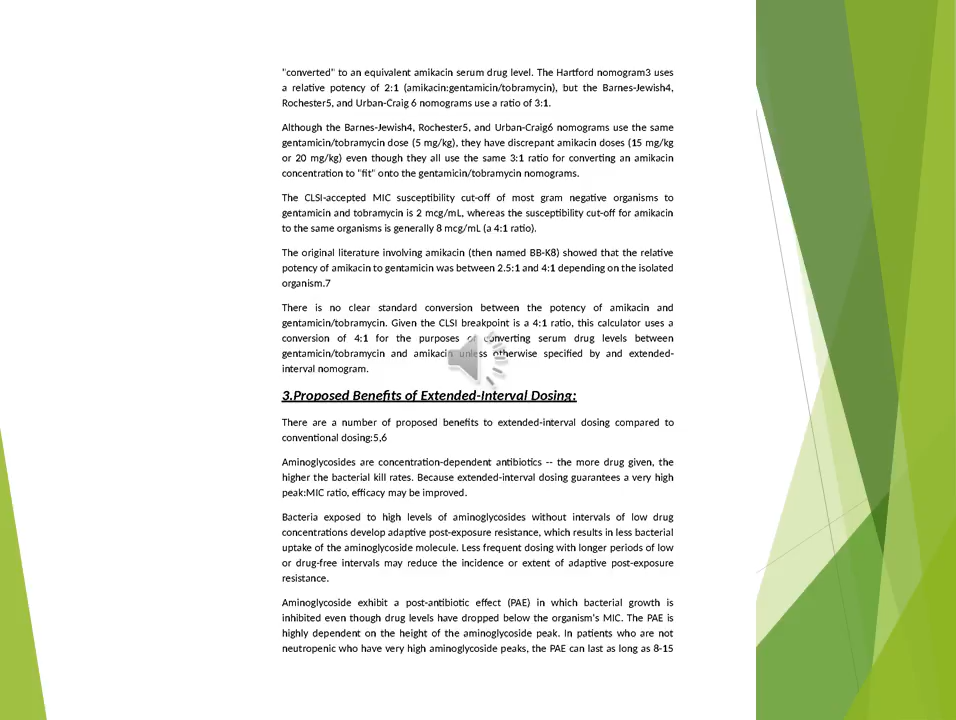 "converted" to an equivalent amikacin serum drug level. The Hartford nomogram3 uses
a relative potency of 2:1 (amikacin:gentamicin/tobramycin), but the Barnes-Jewish4,
Rochester5, and Urban-Craig 6 nomograms use a ratio of 3:1.
Although the Barnes-Jewish4, Rochester5, and Urban-Craig6 nomograms use the same
gentamicin/tobramycin dose (5 mg/kg), they have discrepant amikacin doses (15 mg/kg
or 20 mg/kg) even though they all use the same 3:1 ratio for converting an amikacin
concentration to "fit" onto the gentamicin/tobramycin nomograms.
The CLSI-accepted MIC susceptibility cut-off of most gram negative organisms to
gentamicin and tobramycin is 2 mcg/mL, whereas the susceptibility cut-off for amikacin
to the same organisms is generally 8 mcg/mL (a 4:1 ratio).
The original literature involving amikacin (then named BB-K8) showed that the relative
potency of amikacin to gentamicin was between 2.5:1 and 4:1 depending on the isolated
organism.7
There is no clear standard conversion between the potency of amikacin and
gentamicin/tobramycin. Given the CLSI breakpoint is a 4:1 ratio, this calculator uses a
conversion of 4:1 for the purposes of converting serum drug levels between
gentamicin/tobramycin and amikacin unless otherwise specified by and extended-
interval nomogram.
3.Proposed Benefits of Extended-Interval Dosing:
There are a number of proposed benefits to extended-interval dosing compared to
conventional dosing:5,6
Aminoglycosides are concentration-dependent antibiotics -- the more drug given, the
higher the bacterial kill rates. Because extended-interval dosing guarantees a very high
peak:MIC ratio, efficacy may be improved.
Bacteria exposed to high levels of aminoglycosides without intervals of low drug
concentrations develop adaptive post-exposure resistance, which results in less bacterial
uptake of the aminoglycoside molecule. Less frequent dosing with longer periods of low
or drug-free intervals may reduce the incidence or extent of adaptive post-exposure
resistance.
Aminoglycoside exhibit a post-antibiotic effect (PAE) in which bacterial growth is
inhibited even though drug levels have dropped below the organism's MIC. The PAE is
highly dependent on the height of the aminoglycoside peak. In patients who are not
neutropenic who have very high aminoglycoside peaks, the PAE can last as long as 8-15